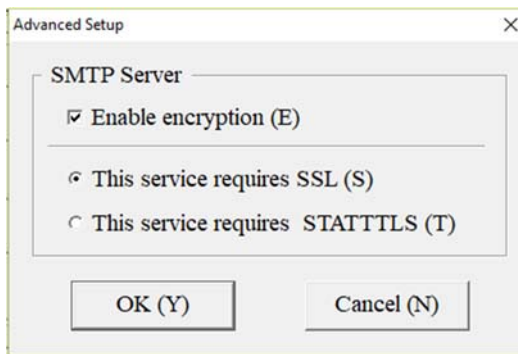 Advanced Setup
SMTP Server
Enable encryption (E)
This service requires SSL (S)
This service requires STATTTLS (T)
OK (Y)
Cancel (N)